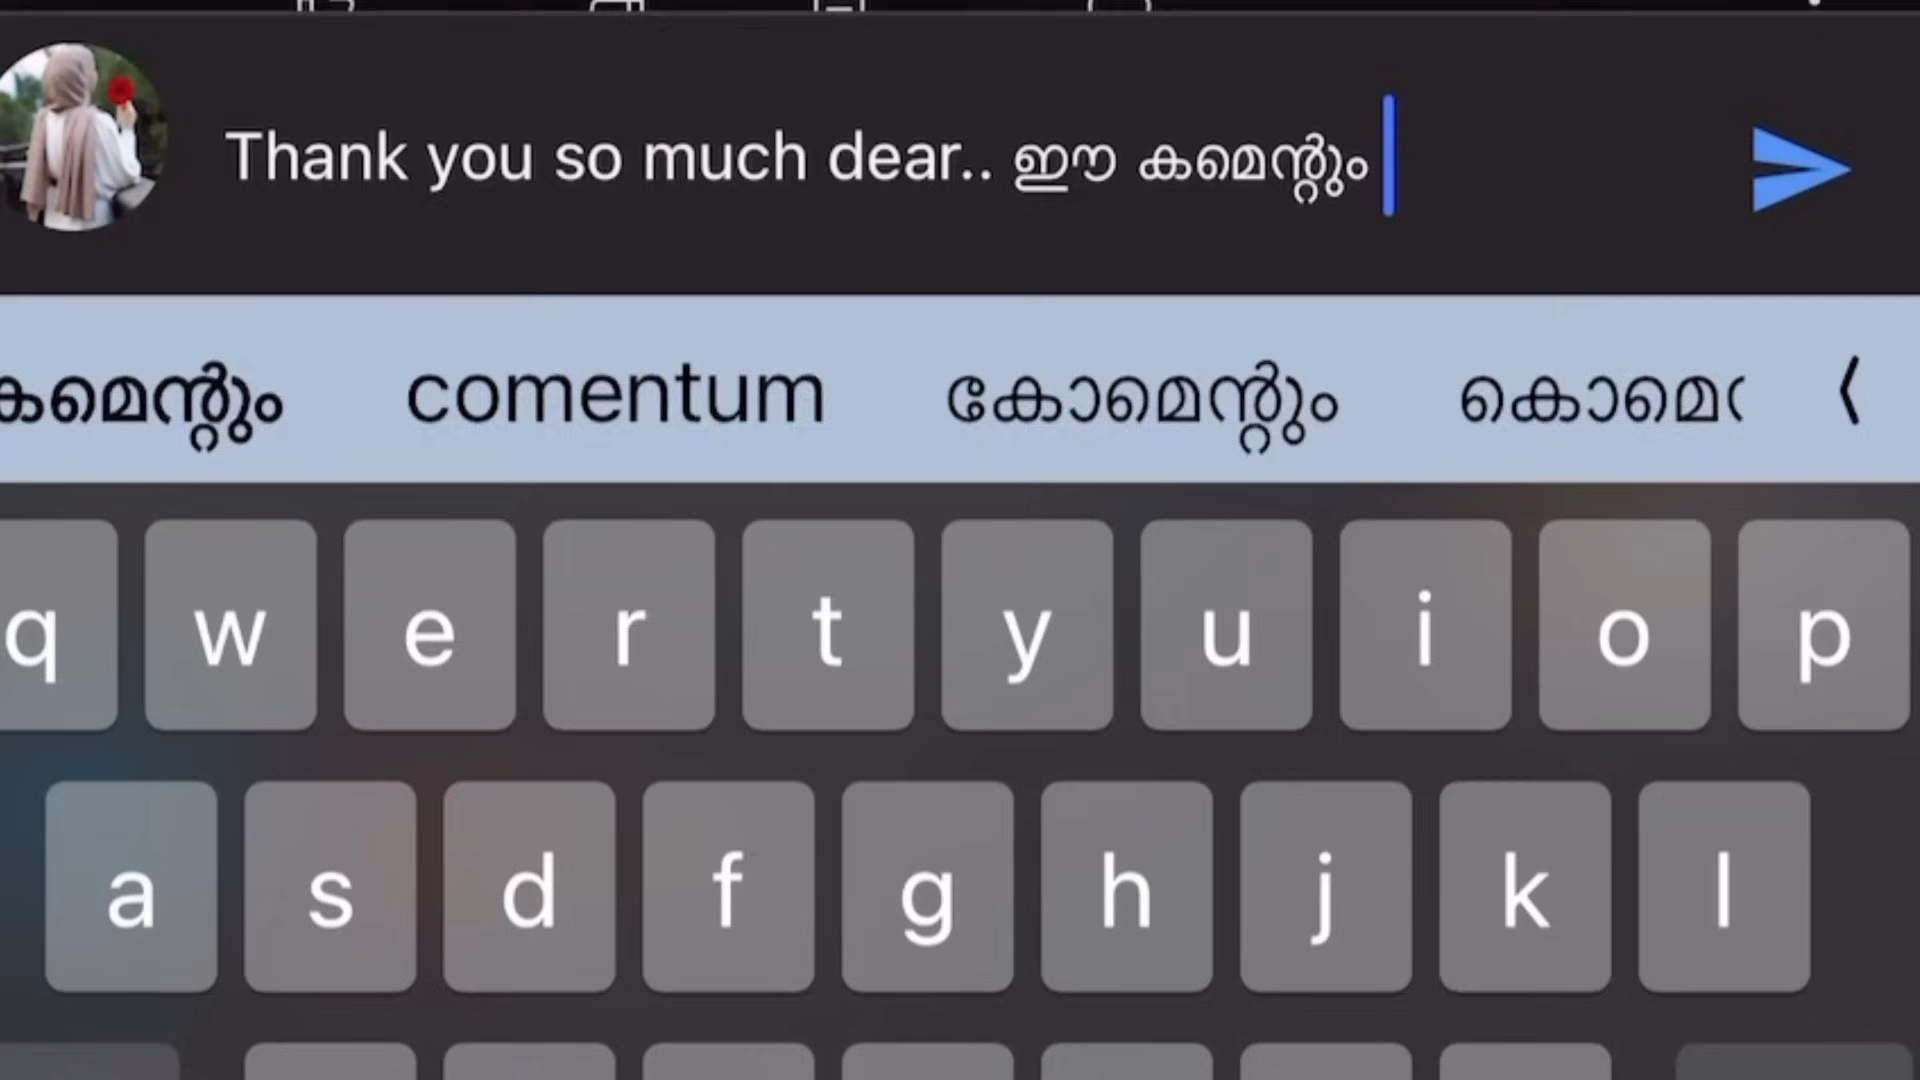 Thank you so much dear.. ഈ കമെന്റും
കമെന്റും comentum കോമെന്റും
q w e r t y u i o p
a s d f g h j k l